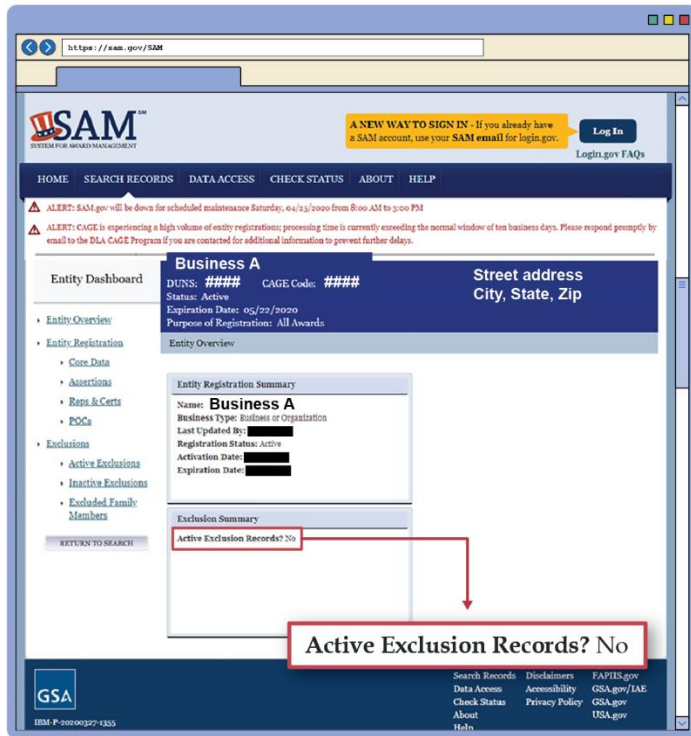 https://sam.gov/SAM
SAM SM
SYSTEM FOR AWARD MANAGEMENT
A NEW WAY TO SIGN IN - If you already have
a SAM account, use your SAM email for login.gov.
Log In
Login.gov FAQs
HOME SEARCH RECORDS DATA ACCESS CHECK STATUS ABOUT HELP
ALERT: SAM.gov will be down for scheduled maintenance Saturday, 04/25/2020 from 8:00 AM to 3:00 PM
ALERT: CAGE is experiencing a high volume of entity registrations; processing time is currently exceeding the normal window of ten business days. Please respond promptly by
email to the DLA CAGE Program if you are contacted for additional information to prevent further delays.
Entity Dashboard
Entity Overview
Entity Registration
Core Data
Assertions
Reps & Certs
POCs
Exclusions
Active Exclusions
Inactive Exclusions
Excluded Family
Members
RETURN TO SEARCH
Business A
DUNS: #### CAGE Code: ####
Status: Active
Expiration Date: 05/22/2020
Purpose of Registration: All Awards
Street address
City, State, Zip
Entity Overview
Entity Registration Summary
Name: Business A
Business Type: Business or Organization
Last Updated By:
Registration Status: Active
Activation Date:
Expiration Date:
Exclusion Summary
Active Exclusion Records? No
Active Exclusion Records? No
GSA
IBM-P-20200327-1355
Search Records
Data Access
Check Status
About
Help
Disclaimers
Accessibility
Privacy Policy
FAPIIS.gov
GSA.gov/IAE
GSA.gov
USA.gov